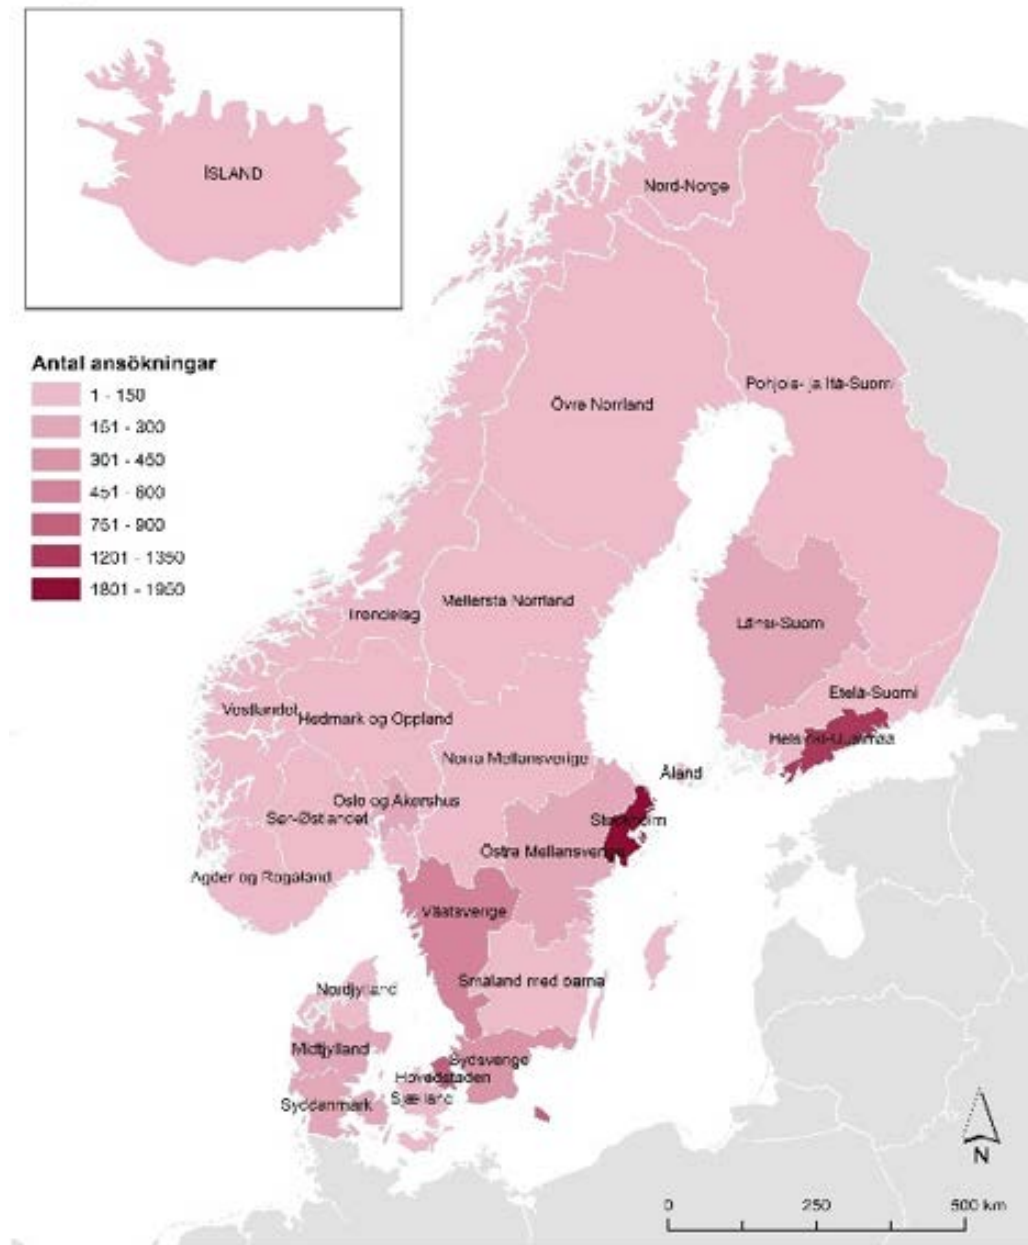 ÍSLAND
Nord-Norge
Antal ansökningar
1 - 150
151 - 300
301 - 450
451 - 600
751 - 900
1201 - 1350
1801 - 1950
Övre Norrland
Pohjois- ja Itä-Suomi
Mellersta Norrland
Trøndelag
Länsi-Suomi
Etelä-Suomi
Vestlandet
Hedmark og Oppland
Helsinki-Uusimaa
Norra Mellansverige
Åland
Oslo og Akershus
Sør-Østlandet
Stockholm
Östra Mellansverige
Agder og Rogaland
Västsverige
Småland med öarna
Nordjylland
Midtjylland
Sydsverige
Hovedstaden
Sjælland
Syddanmark
N
0 250 500 km